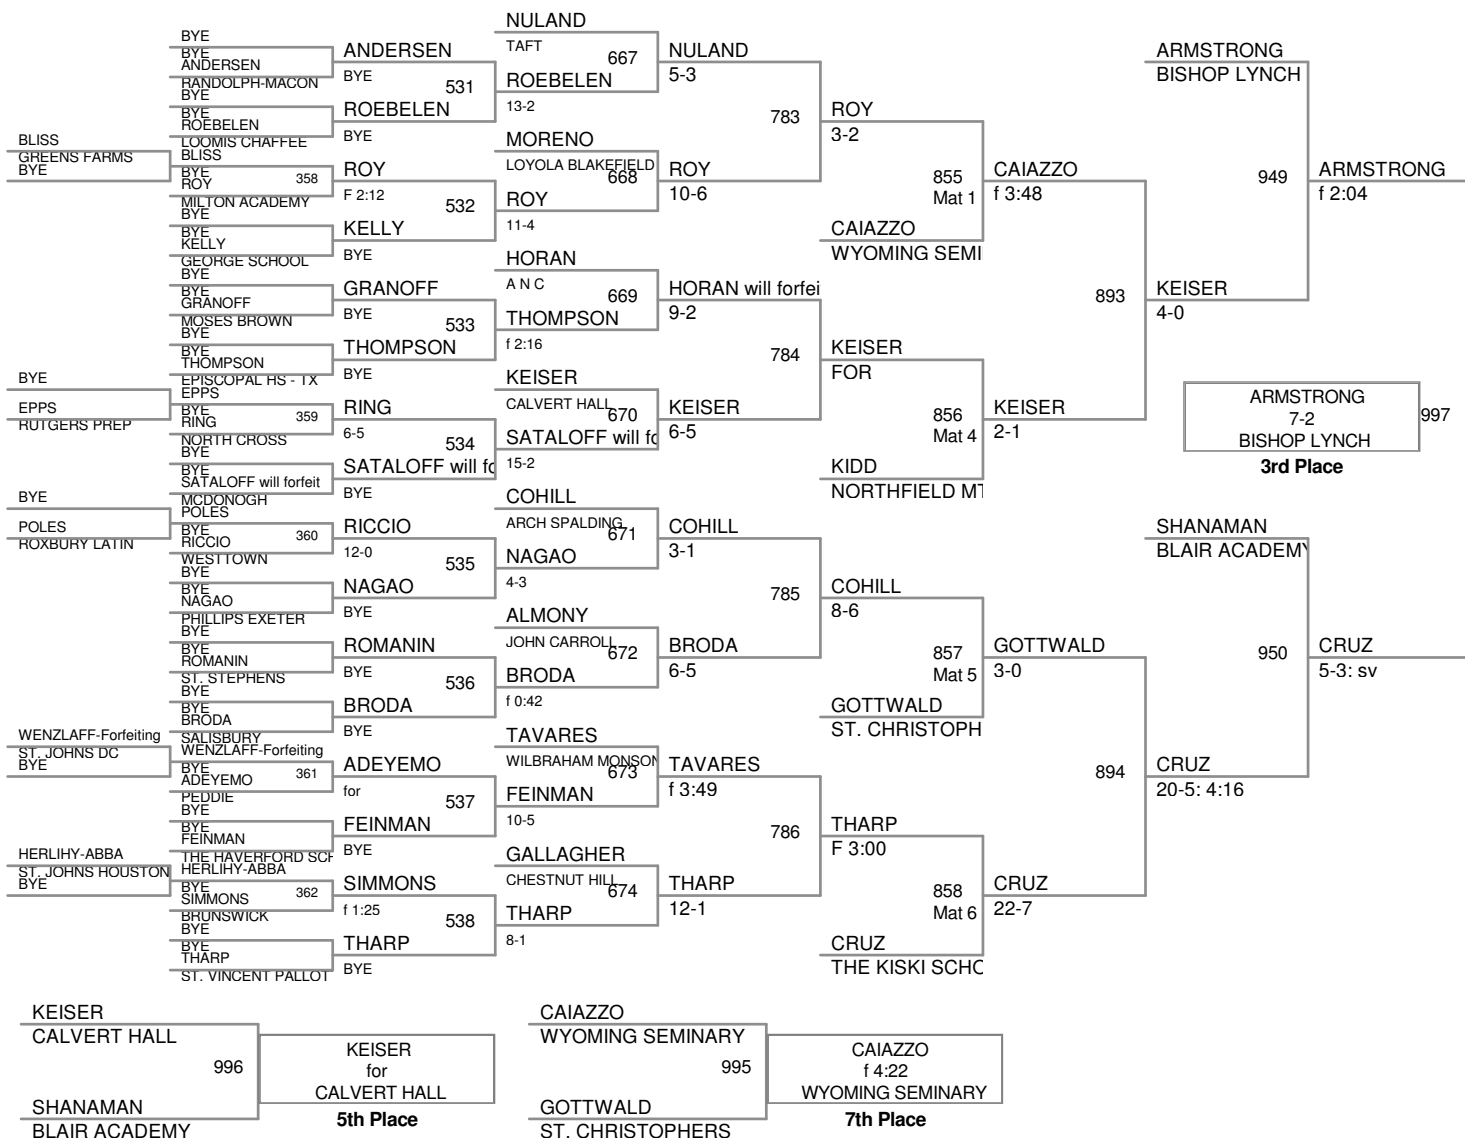 BLISS
GREENS FARMS
BYE
BYE
EPPS
RUTGERS PREP
BYE
POLES
ROXBURY LATIN
WENZLAFF-Forfeiting
ST. JOHNS DC
BYE
HERLIHY-ABBA
ST. JOHNS HOUSTON
BYE
BYE
BYE
ANDERSEN
RANDOLPH-MACON
BYE
BYE
ROEBELEN
LOOMIS CHAFFEE
BLISS
BYE
ROY
358
MILTON ACADEMY
BYE
BYE
KELLY
GEORGE SCHOOL
BYE
BYE
GRANOFF
MOSES BROWN
BYE
BYE
THOMPSON
EPISCOPAL HS - TX
EPPS
BYE
RING
359
NORTH CROSS
BYE
BYE
SATALOFF will forfeit
MCDONOGH
POLES
BYE
RICCIO
360
WESTTOWN
BYE
BYE
NAGAO
PHILLIPS EXETER
BYE
BYE
ROMANIN
ST. STEPHENS
BYE
BYE
BRODA
SALISBURY
WENZLAFF-Forfeiting
BYE
ADEYEMO
361
PEDDIE
BYE
BYE
FEINMAN
THE HAVERFORD SCH
HERLIHY-ABBA
BYE
SIMMONS
362
BRUNSWICK
BYE
BYE
THARP
ST. VINCENT PALLOT
ANDERSEN
BYE
531
ROEBELEN
BYE
ROY
F 2:12
532
KELLY
BYE
GRANOFF
BYE
533
THOMPSON
BYE
RING
6-5
534
SATALOFF will fo
BYE
RICCIO
12-0
535
NAGAO
BYE
ROMANIN
BYE
536
BRODA
BYE
ADEYEMO
for
537
FEINMAN
BYE
SIMMONS
f 1:25
538
THARP
BYE
NULAND
TAFT
667
ROEBELEN
13-2
MORENO
LOYOLA BLAKEFIELD
668
ROY
11-4
HORAN
A N C
669
THOMPSON
f 2:16
KEISER
CALVERT HALL
670
SATALOFF will fo
15-2
COHILL
ARCH SPALDING
671
NAGAO
4-3
ALMONY
JOHN CARROLL
672
BRODA
f 0:42
TAVARES
WILBRAHAM MONSON
673
FEINMAN
10-5
GALLAGHER
CHESTNUT HILL
674
THARP
8-1
NULAND
5-3
783
ROY
10-6
HORAN will forfei
9-2
784
KEISER
6-5
COHILL
3-1
785
BRODA
6-5
TAVARES
f 3:49
786
THARP
12-1
ROY
3-2
855
Mat 1
CAIAZZO
WYOMING SEMI
KEISER
FOR
856
Mat 4
KIDD
NORTHFIELD MT
COHILL
8-6
857
Mat 5
GOTTWALD
ST. CHRISTOPH
THARP
F 3:00
858
Mat 6
CRUZ
THE KISKI SCHO
CAIAZZO
f 3:48
893
KEISER
2-1
GOTTWALD
3-0
894
CRUZ
22-7
ARMSTRONG
BISHOP LYNCH
949
KEISER
4-0
SHANAMAN
BLAIR ACADEMY
950
CRUZ
20-5: 4:16
ARMSTRONG
f 2:04
CRUZ
5-3: sv
ARMSTRONG
7-2
BISHOP LYNCH
997
3rd Place
KEISER
CALVERT HALL
996
SHANAMAN
BLAIR ACADEMY
KEISER
for
CALVERT HALL
5th Place
CAIAZZO
WYOMING SEMINARY
995
GOTTWALD
ST. CHRISTOPHERS
CAIAZZO
f 4:22
WYOMING SEMINARY
7th Place